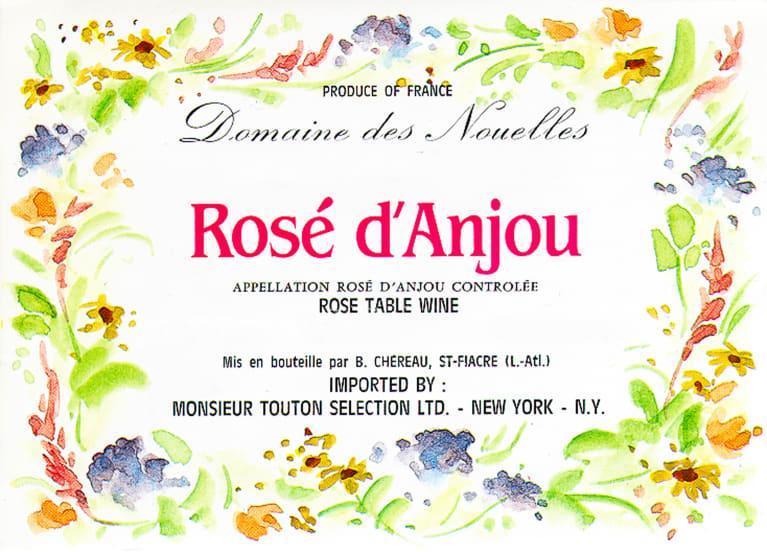 PRODUCE OF FRANCE
Domaine des Nouelles
Rosé d'Anjou
APPELLATION ROSÉ D'ANJOU CONTROLÉE
ROSE TABLE WINE
Mis en bouteille par B. CHÉREAU, ST-FIACRE (L.-Atl.)
IMPORTED BY :
MONSIEUR TOUTON SELECTION LTD. - NEW YORK - N.Y.